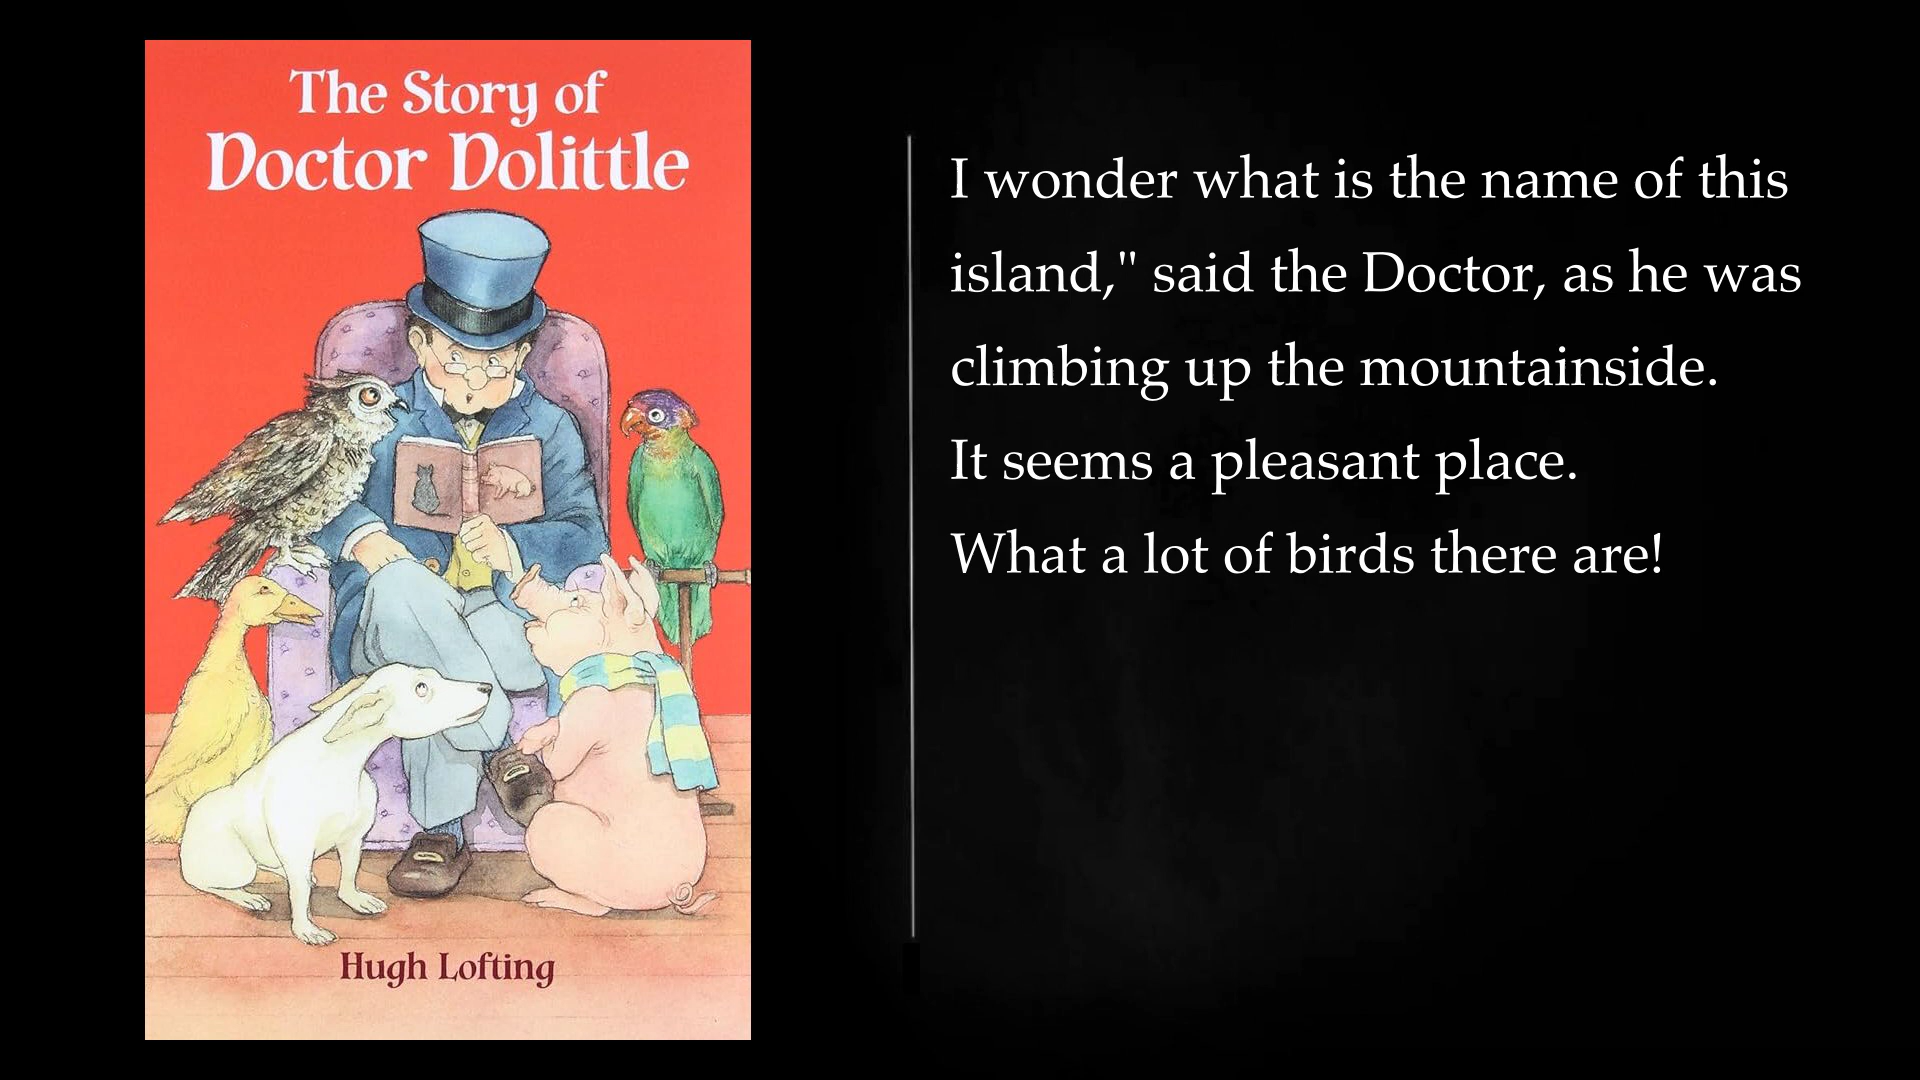 The Story of
Doctor Dolittle
Hugh Lofting
I wonder what is the name of this
island," said the Doctor, as he was
climbing up the mountainside.
It seems a pleasant place.
What a lot of birds there are!